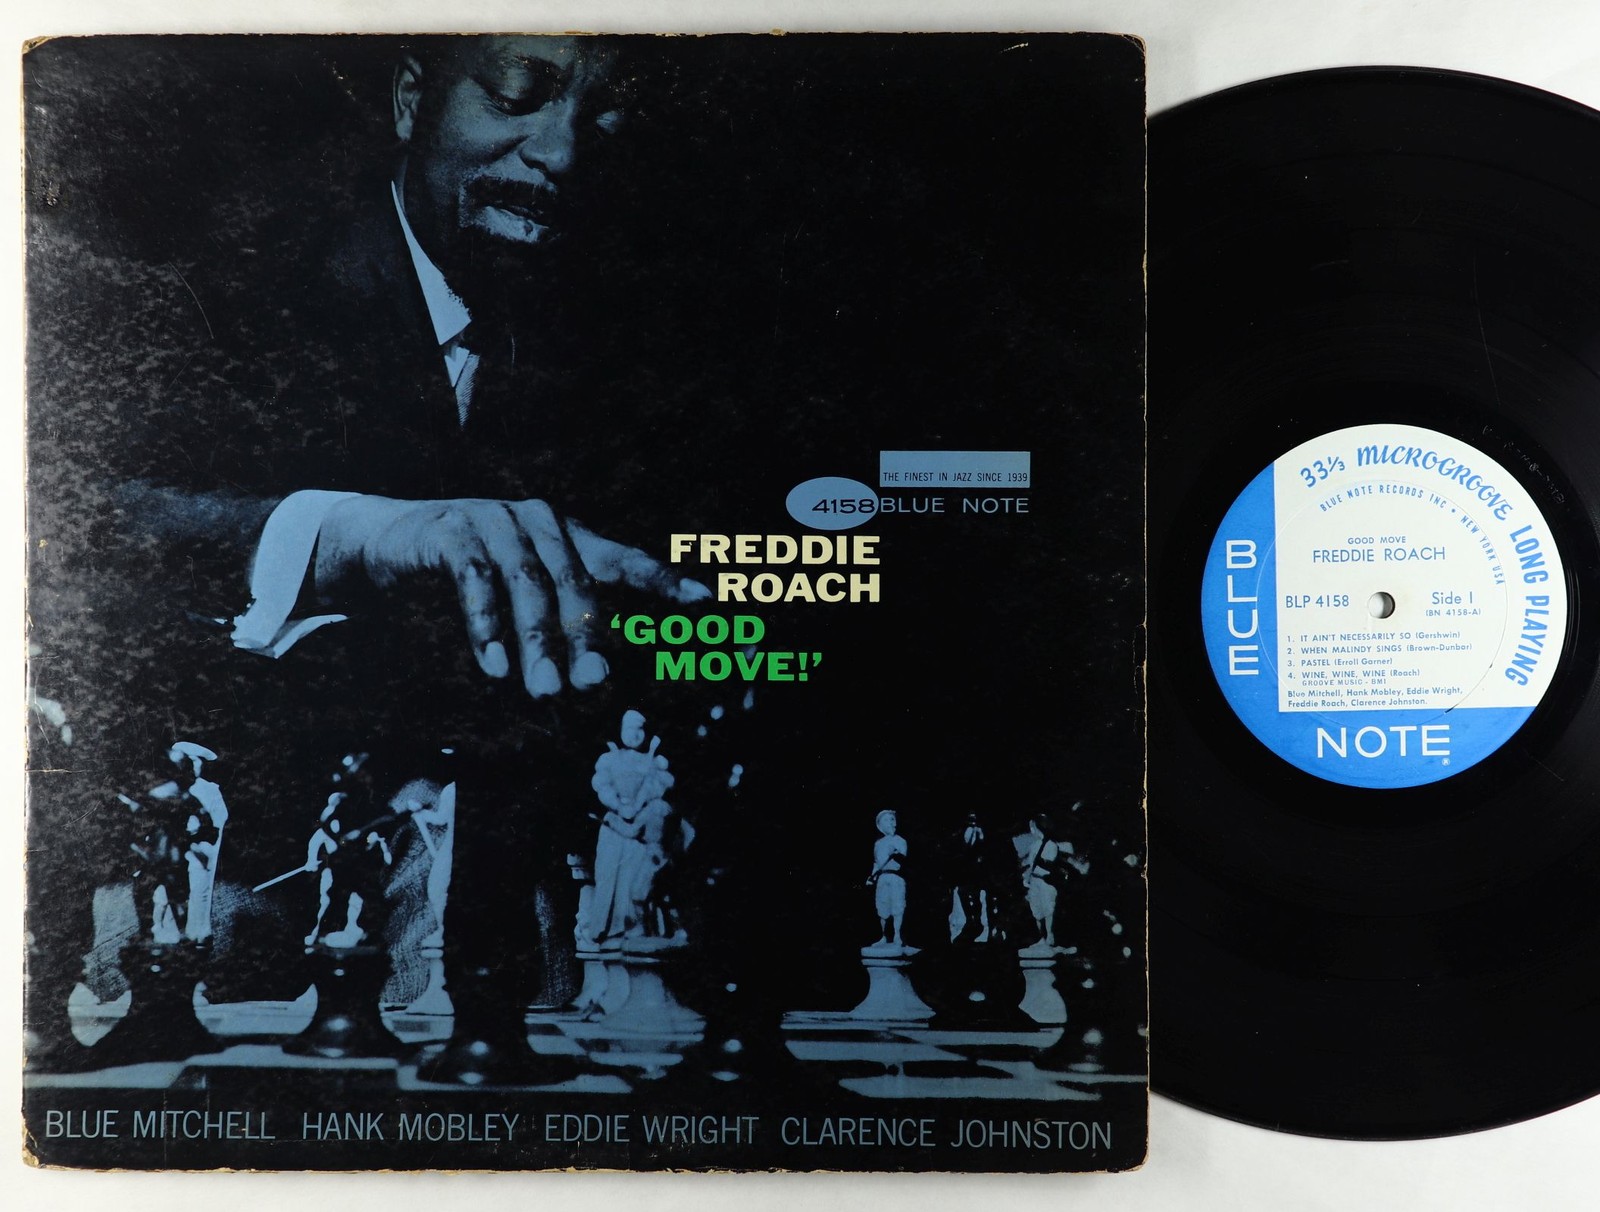 THE FINEST IN JAZZ SINCE 1939
4158 BLUE NOTE
FREDDIE
ROACH
‘GOOD
MOVE!’
BLUE MITCHELL HANK MOBLEY EDDIE WRIGHT CLARENCE JOHNSTON
33⅓ MICROGROOVE LONG PLAYING
BLUE NOTE RECORDS INC • NEW YORK USA
GOOD MOVE
FREDDIE ROACH
BLP 4158
Side 1
(BN 4158-A)
1. IT AIN'T NECESSARILY SO (Gershwin)
2. WHEN MALINDY SINGS (Brown-Dunbar)
3. PASTEL (Erroll Garner)
4. WINE, WINE, WINE (Roach)
GROOVE MUSIC - BMI
Blue Mitchell, Hank Mobley, Eddie Wright,
Freddie Roach, Clarence Johnston.
BLUE
NOTE ®